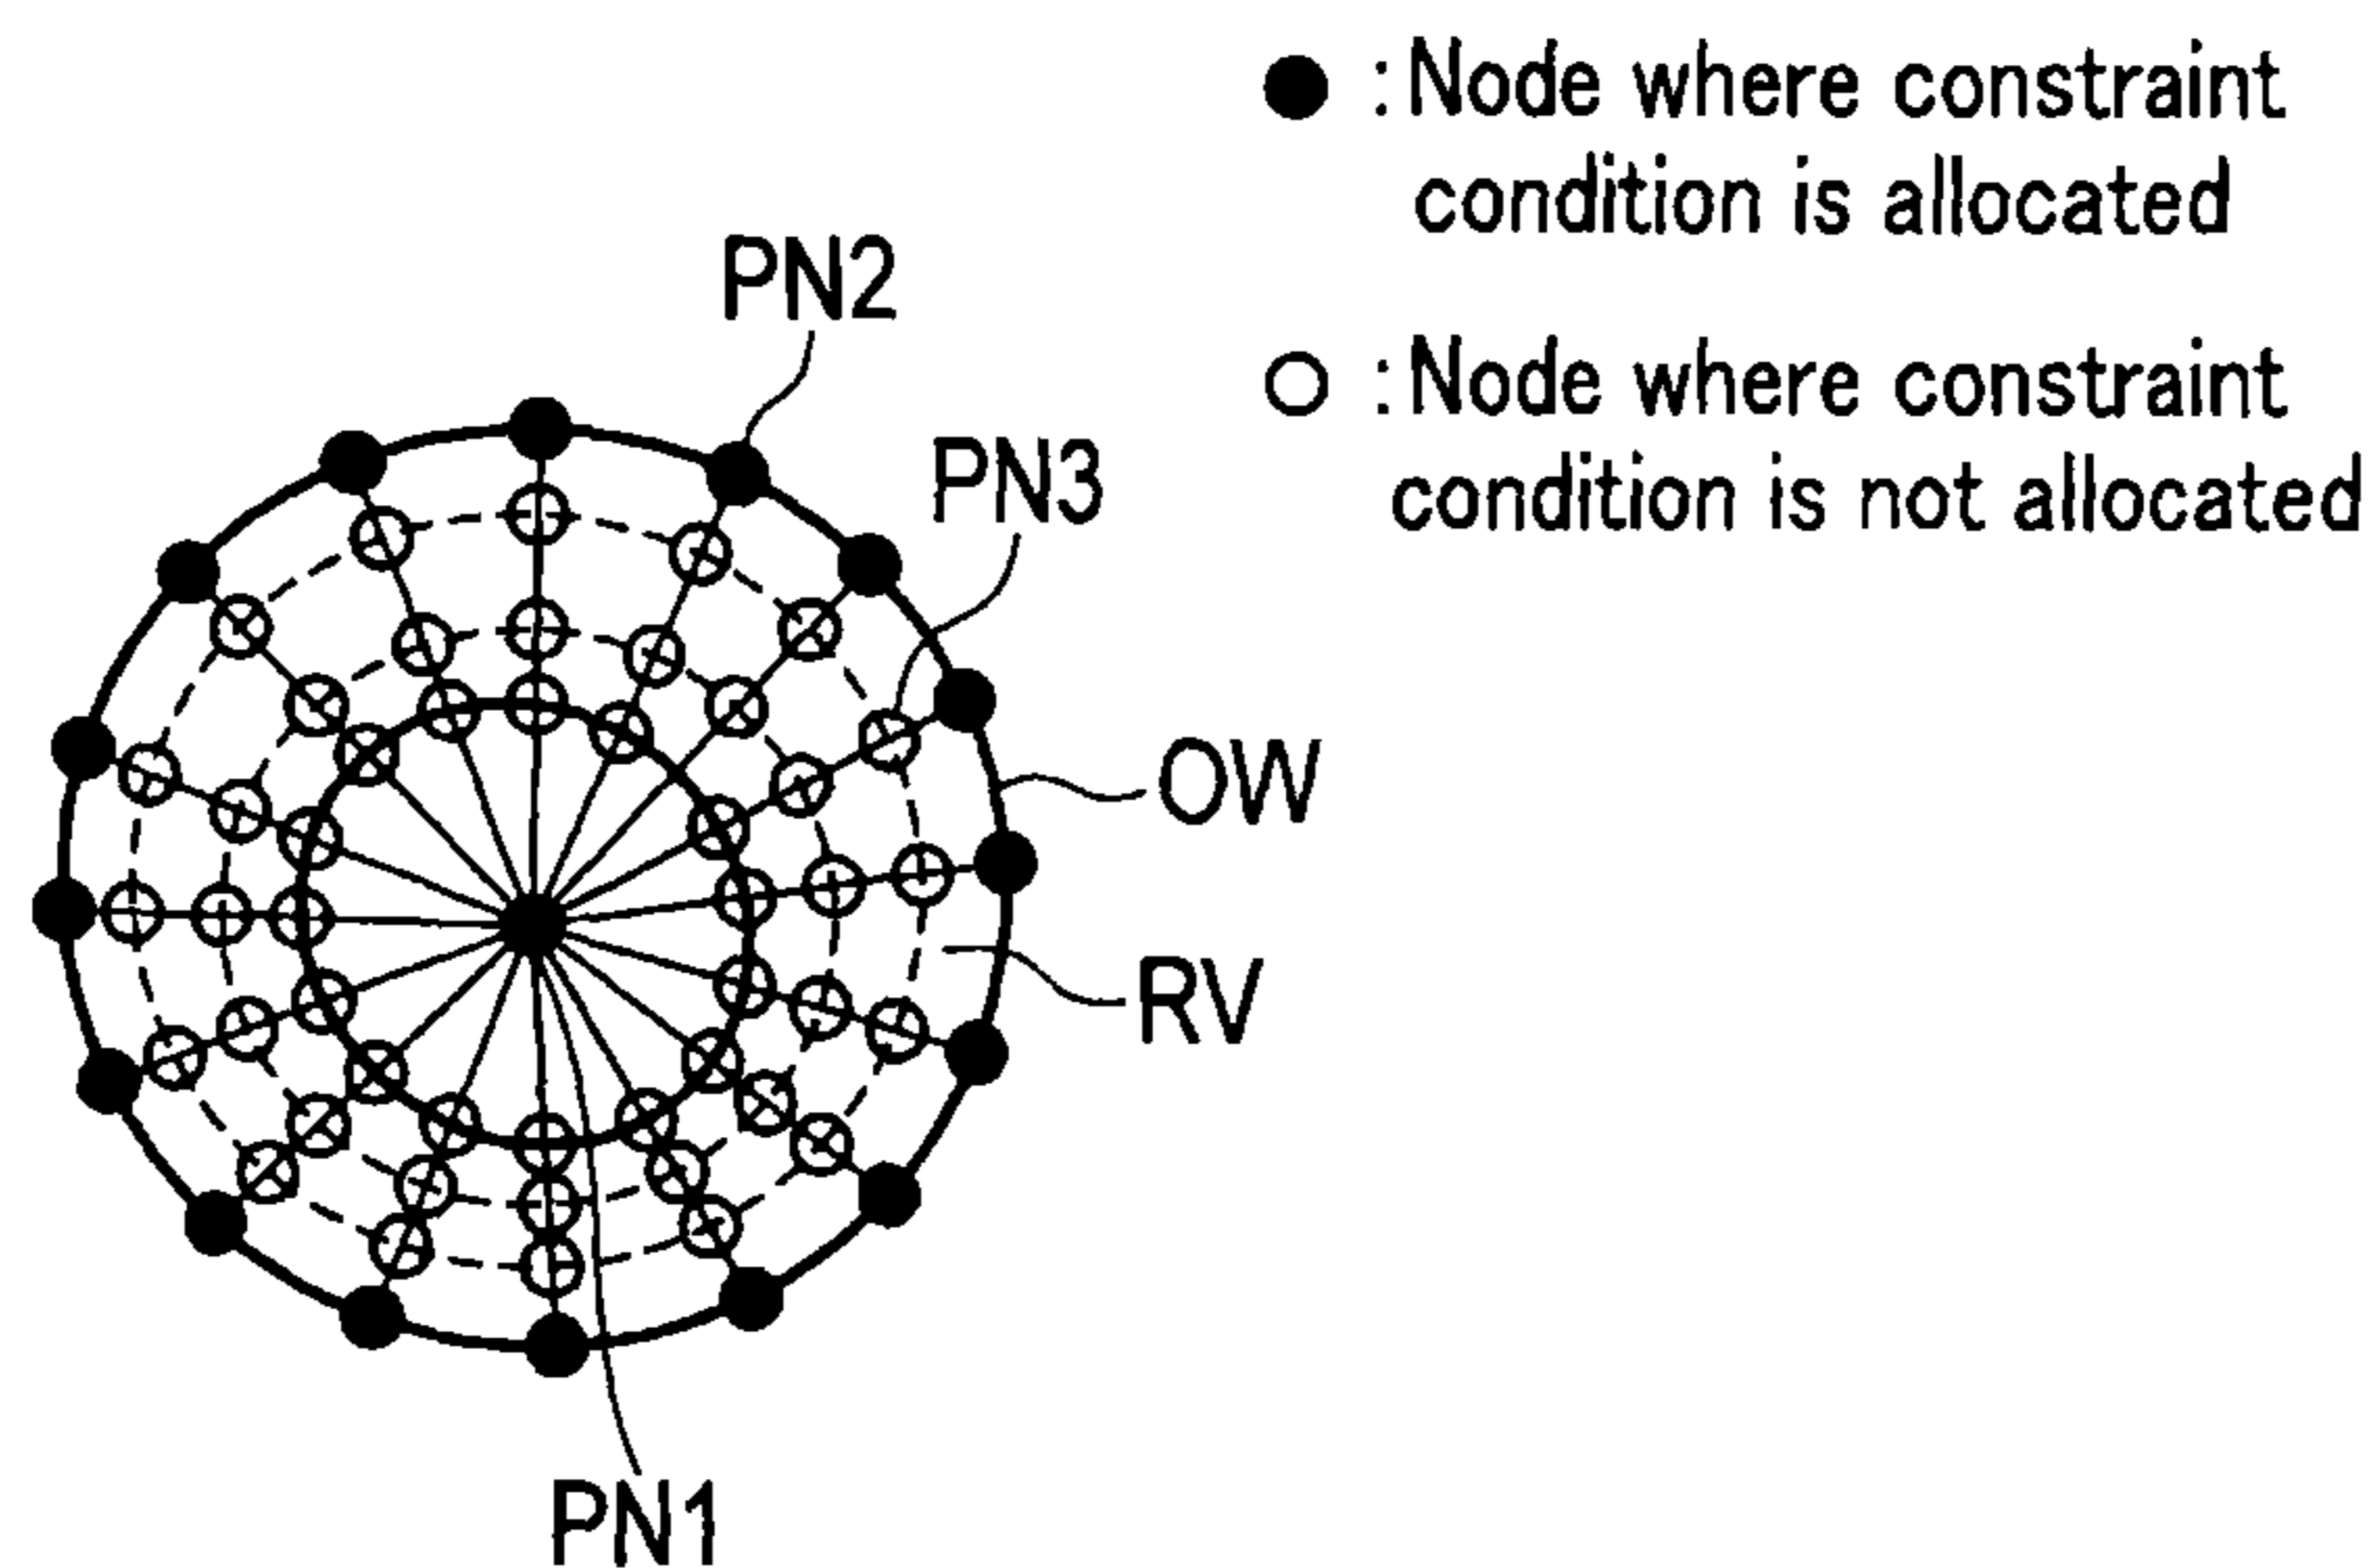 : Node where constraint
condition is allocated
: Node where constraint
condition is not allocated
PN2
PN3
OW
RV
PN1